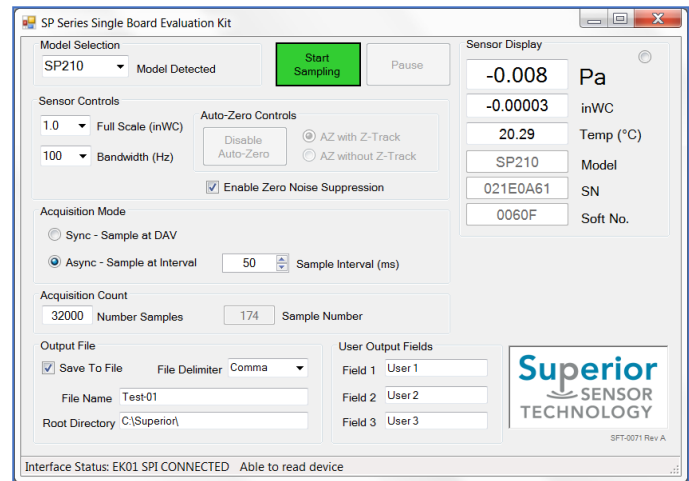 SP Series Single Board Evaluation Kit
Model Selection
SP210 Model Detected
Start
Sampling
Pause
Sensor Display
-0.008 Pa
-0.00003 inWC
20.29 Temp (°C)
SP210 Model
021E0A61 SN
0060F Soft No.
Sensor Controls
1.0 Full Scale (inWC)
100 Bandwidth (Hz)
Auto-Zero Controls
Disable
Auto-Zero
AZ with Z-Track
AZ without Z-Track
Enable Zero Noise Suppression
Acquisition Mode
Sync - Sample at DAV
Async - Sample at Interval 50 Sample Interval (ms)
Acquisition Count
32000 Number Samples 174 Sample Number
Output File
Save To File File Delimiter Comma
File Name Test-01
Root Directory C:\Superior\
User Output Fields
Field 1 User 1
Field 2 User 2
Field 3 User 3
Superior
SENSOR
TECHNOLOGY
SFT-0071 Rev A
Interface Status: EK01 SPI CONNECTED Able to read device